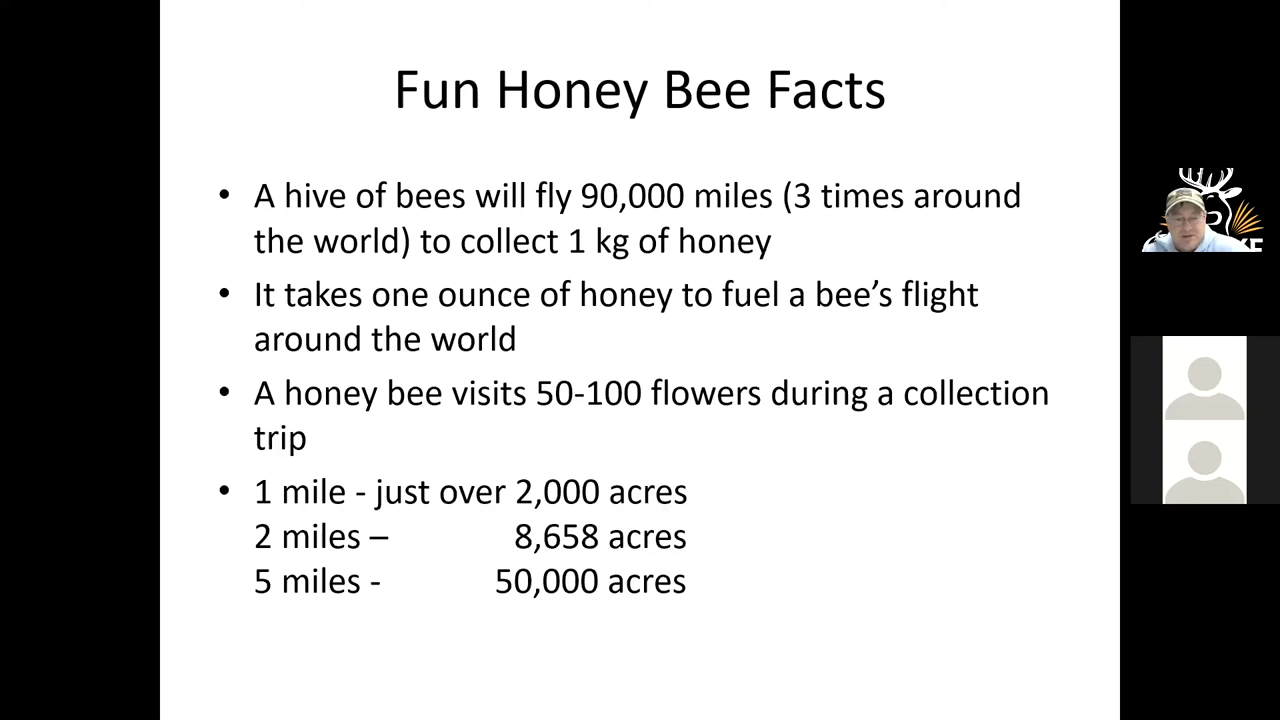 Fun Honey Bee Facts
• A hive of bees will fly 90,000 miles (3 times around
the world) to collect 1 kg of honey
• It takes one ounce of honey to fuel a bee’s flight
around the world
• A honey bee visits 50-100 flowers during a collection
trip
• 1 mile - just over 2,000 acres
2 miles – 8,658 acres
5 miles - 50,000 acres